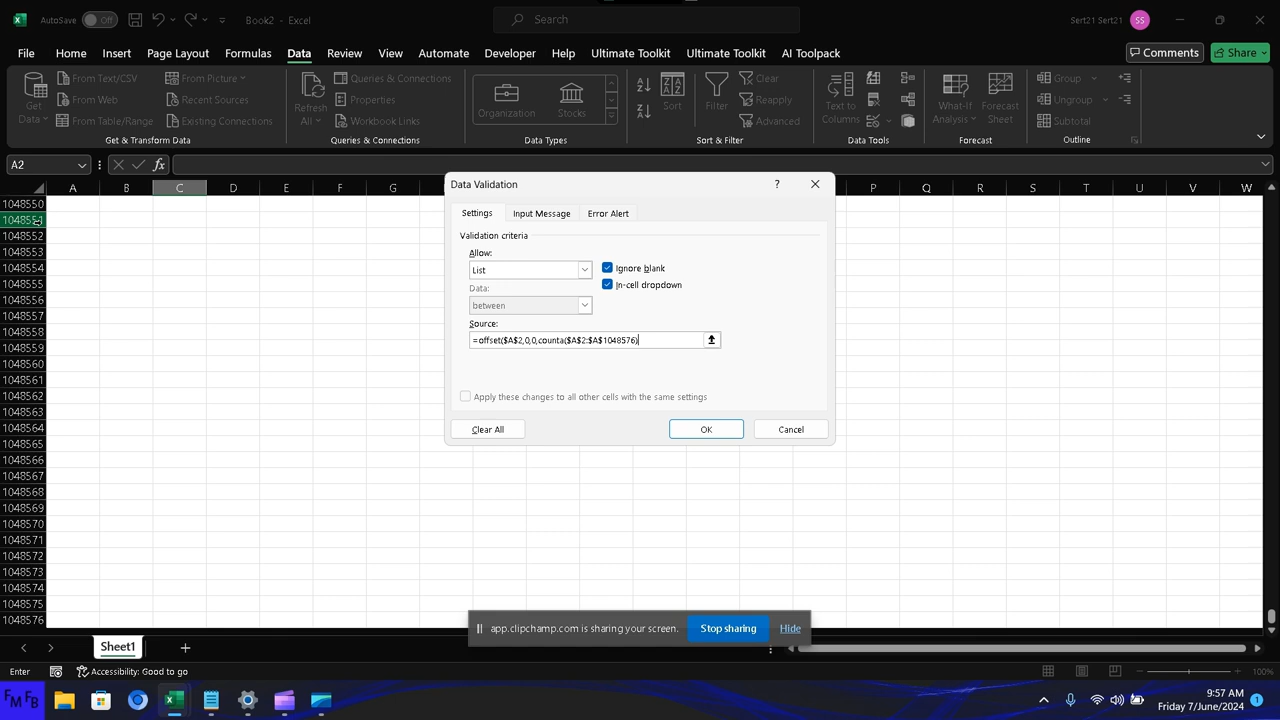 AutoSave Off Book2 - Excel Search Sert21 Sert21 SS
File Home Insert Page Layout Formulas Data Review View Automate Developer Help Ultimate Toolkit Ultimate Toolkit AI Toolpack Comments Share
Get Data
From Text/CSV
From Web
From Table/Range
From Picture
Recent Sources
Existing Connections
Get & Transform Data
Refresh All
Queries & Connections
Properties
Workbook Links
Queries & Connections
Organization
Stocks
Data Types
Sort
Filter
Clear
Reapply
Advanced
Sort & Filter
Text to Columns
Data Tools
What-If Analysis
Forecast Sheet
Forecast
Group
Ungroup
Subtotal
Outline
A2
fx
A B C D E F G P Q R S T U V W
1048550
1048551
1048552
1048553
1048554
1048555
1048556
1048557
1048558
1048559
1048560
1048561
1048562
1048563
1048564
1048565
1048566
1048567
1048568
1048569
1048570
1048571
1048572
1048573
1048574
1048575
1048576
Data Validation ?
Settings Input Message Error Alert
Validation criteria
Allow:
List
Ignore blank
In-cell dropdown
Data:
between
Source:
=offset($A$2,0,0,counta($A$2:$A$1048576)
Apply these changes to all other cells with the same settings
Clear All OK Cancel
app.clipchamp.com is sharing your screen. Stop sharing Hide
Sheet1
Enter Accessibility: Good to go 100%
FM FB
9:57 AM
Friday 7/June/2024
1